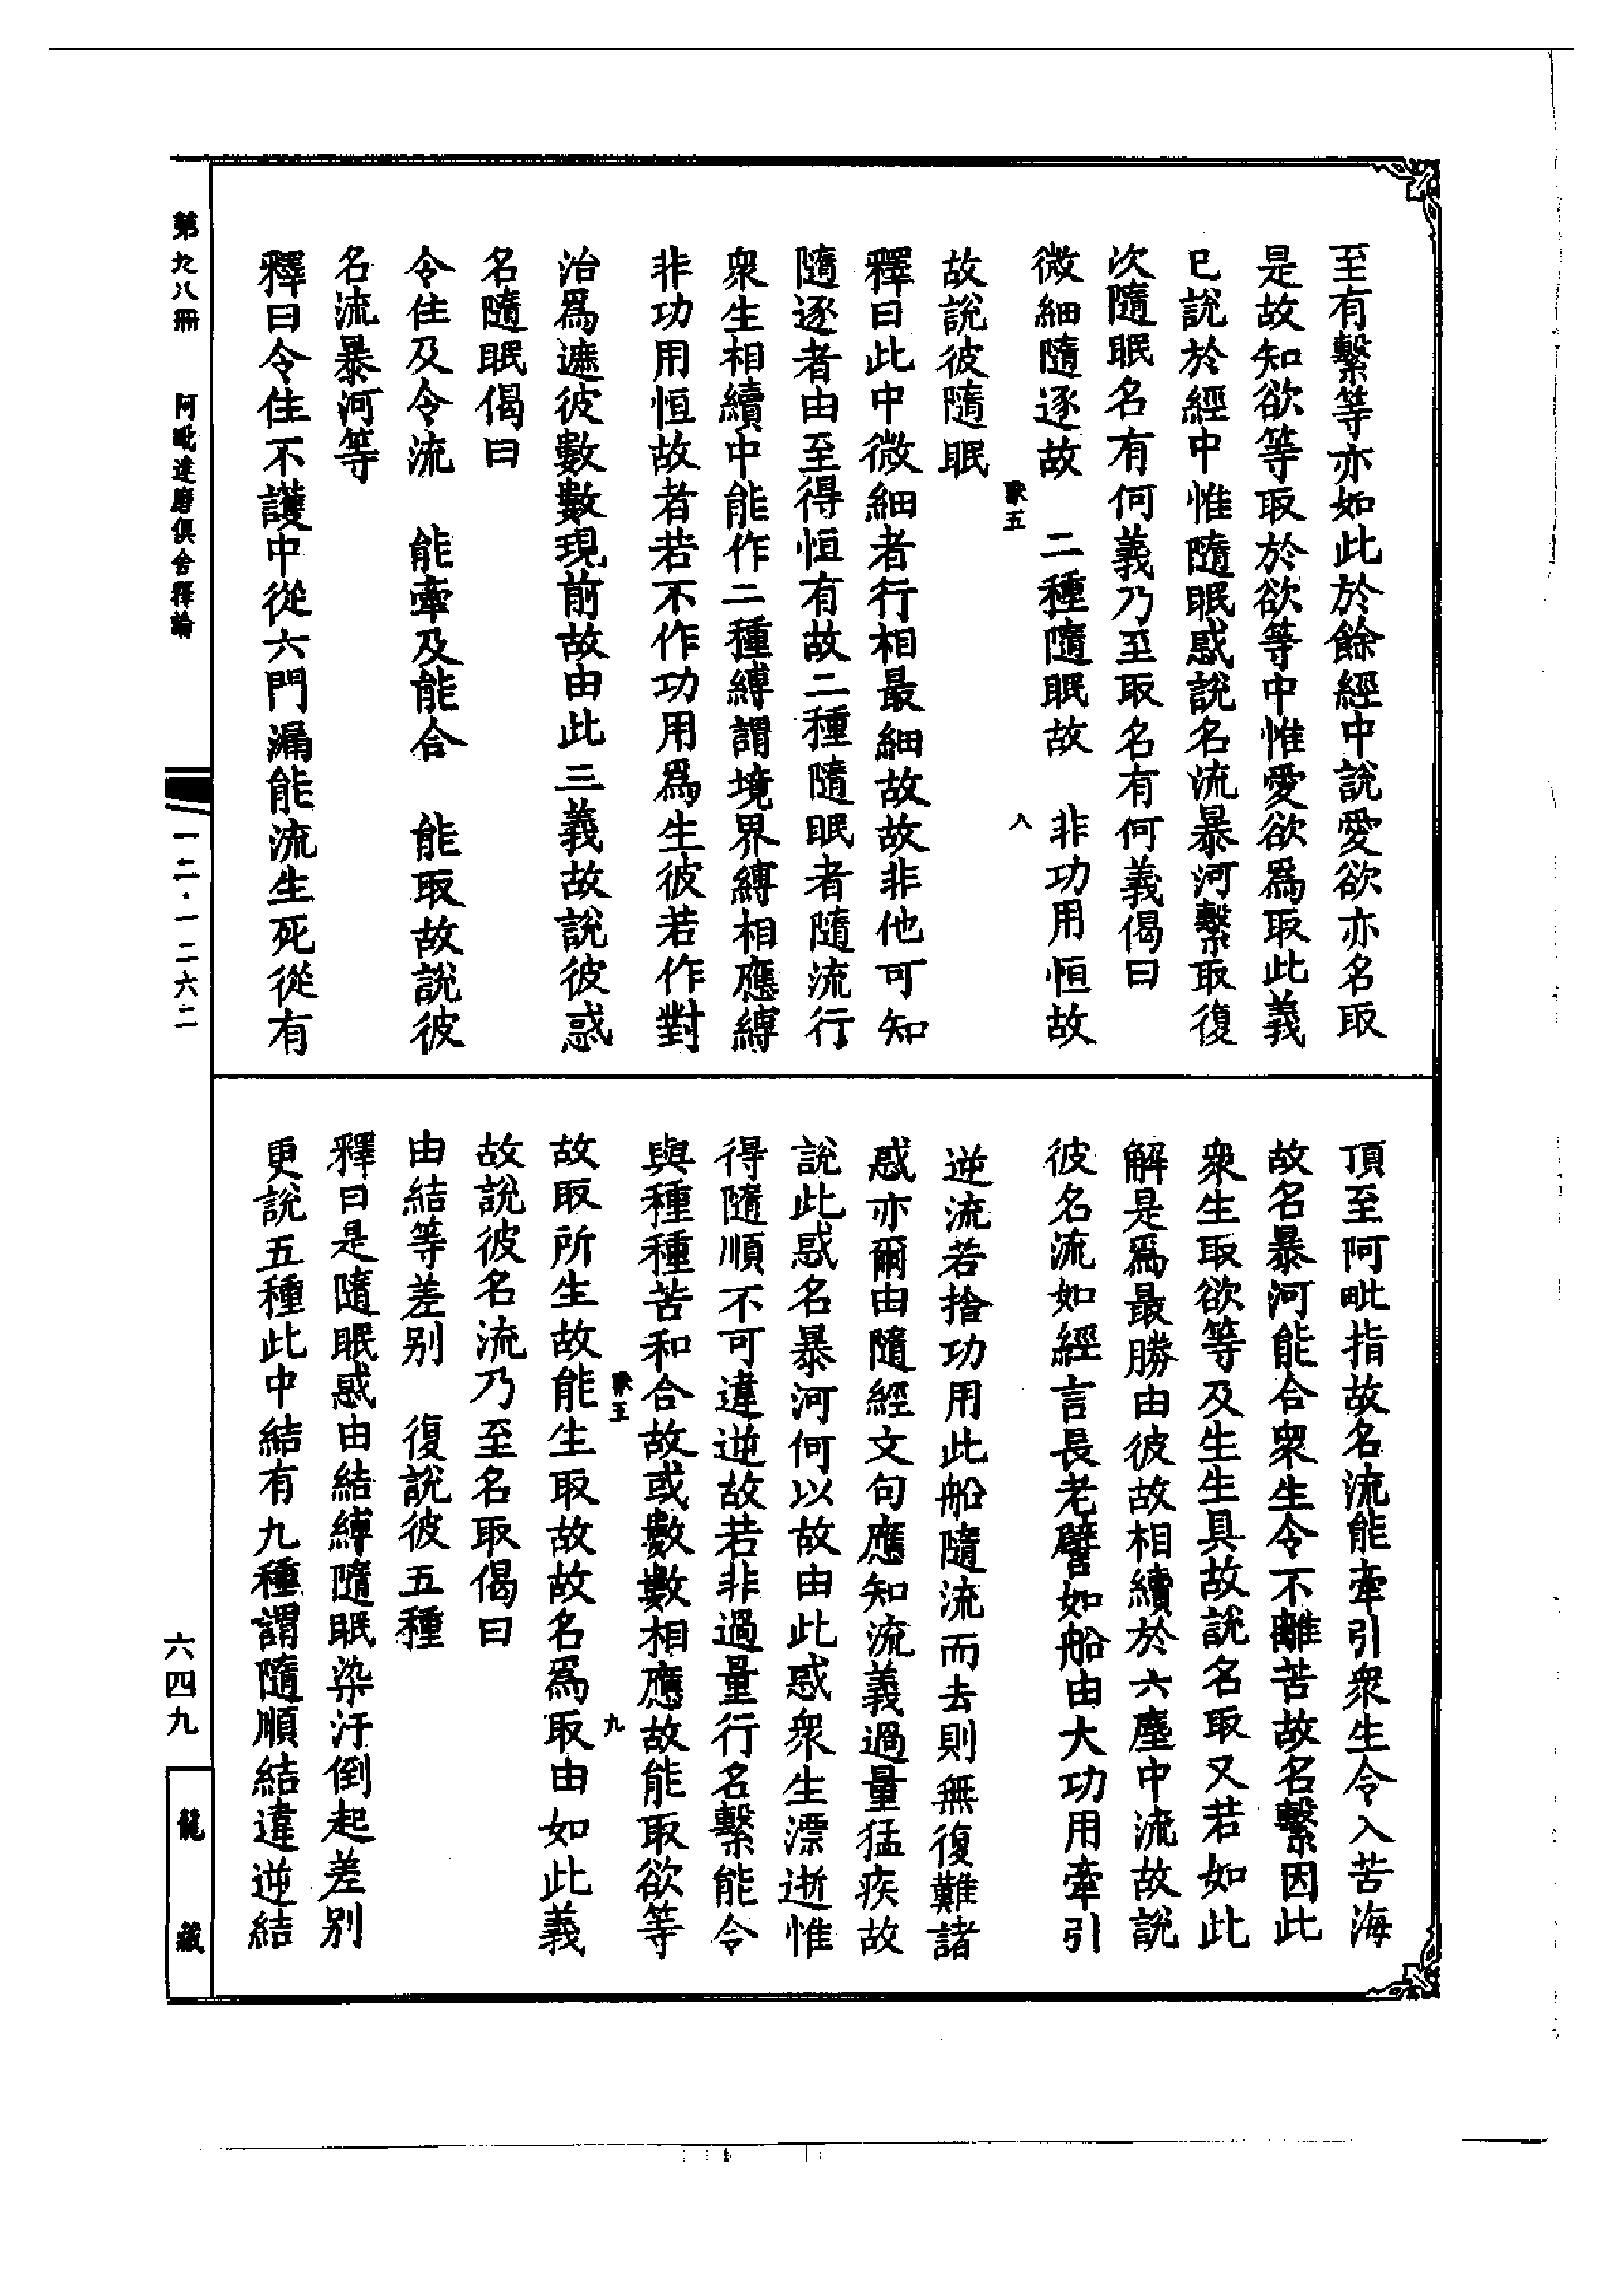 至有繫等亦如此於餘經中說愛欲亦名取
是故知欲等取於欲等中惟愛欲爲取此義
已說於經中惟隨眠惑說名流暴河繫取復
次隨眠名有何義乃至取名有何義偈曰
微細隨逐故　二種隨眠故　非功用恒故
故說彼隨眠
釋曰此中微細者行相最細故故非他可知
隨逐者由至得恒有故二種隨眠者隨流行
衆生相續中能作二種縛謂境界縛相應縛
非功用恒故者若不作功用爲生彼若作對
治爲遮彼數數現前故由此三義故說彼惑
名隨眠偈曰
令住及令流　能牽及能合　能取故說彼
名流暴河等
釋曰令住不護中從六門漏能流生死從有
頂至阿毗指故名流能牽引衆生令入苦海
故名暴河能合衆生令不離苦故名繫因此
衆生取欲等及生生具故說名取又若如此
解是爲最勝由彼故相續於六塵中流故說
彼名流如經言長老譬如船由大功用牽引
逆流若捨功用此船隨流而去則無復難諸
惑亦爾由隨經文句應知流義過量猛疾故
說此惑名暴河何以故由此惑衆生漂逝惟
得隨順不可違逆故若非過量行名繫能令
與種種苦和合故或數數相應故能取欲等
故取所生故能生取故故名爲取由如此義
故說彼名流乃至名取偈曰
由結等差别　復說彼五種
釋曰是隨眠惑由結縛隨眠染汙倒起差别
更說五種此中結有九種謂隨順結違逆結
五
八
九
第九八冊　阿毗達磨俱舍釋論
一二·一二六二
六四九
龍藏